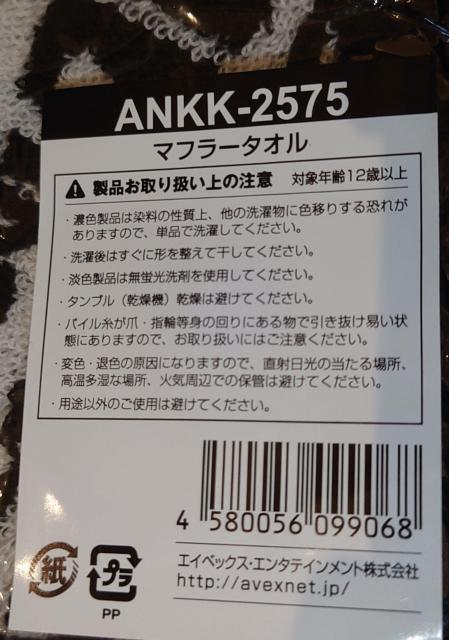 ANKK-2575
マフラータオル
製品お取り扱い上の注意 対象年齢12歳以上
・濃色製品は染料の性質上、他の洗濯物に色移りする恐れが
ありますので、単品で洗濯してください。
・洗濯後はすぐに形を整えて干してください。
・淡色製品は無蛍光洗剤を使用してください。
・タンブル（乾燥機）乾燥は避けてください。
・パイル糸が爪・指輪等身の回りにある物で引き抜け易い状
態にありますので、お取り扱いにはご注意ください。
・変色・退色の原因になりますので、直射日光の当たる場所、
高温多湿な場所、火気周辺での保管は避けてください。
・用途以外のご使用は避けてください。
4 580056 099068
紙
プラ
PP
エイベックス・エンタテインメント株式会社
http://avexnet.jp/